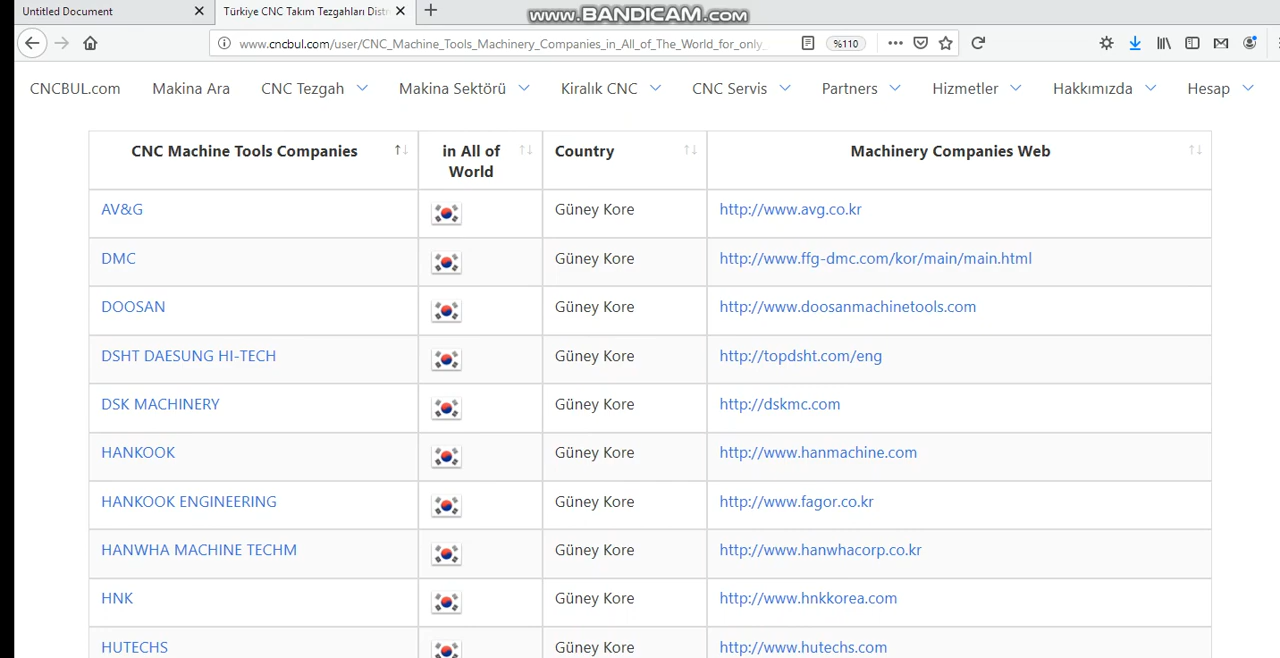 Untitled Document
Türkiye CNC Takım Tezgahları Distr
www.BANDICAM.com
www.cncbul.com/user/CNC_Machine_Tools_Machinery_Companies_in_All_of_The_World_for_only_
%110
CNCBUL.com Makina Ara CNC Tezgah Makina Sektörü Kiralık CNC CNC Servis Partners Hizmetler Hakkımızda Hesap
CNC Machine Tools Companies in All of World Country Machinery Companies Web
AV&G Güney Kore http://www.avg.co.kr
DMC Güney Kore http://www.ffg-dmc.com/kor/main/main.html
DOOSAN Güney Kore http://www.doosanmachinetools.com
DSHT DAESUNG HI-TECH Güney Kore http://topdsht.com/eng
DSK MACHINERY Güney Kore http://dskmc.com
HANKOOK Güney Kore http://www.hanmachine.com
HANKOOK ENGINEERING Güney Kore http://www.fagor.co.kr
HANWHA MACHINE TECHM Güney Kore http://www.hanwhacorp.co.kr
HNK Güney Kore http://www.hnkkorea.com
HUTECHS Güney Kore http://www.hutechs.com